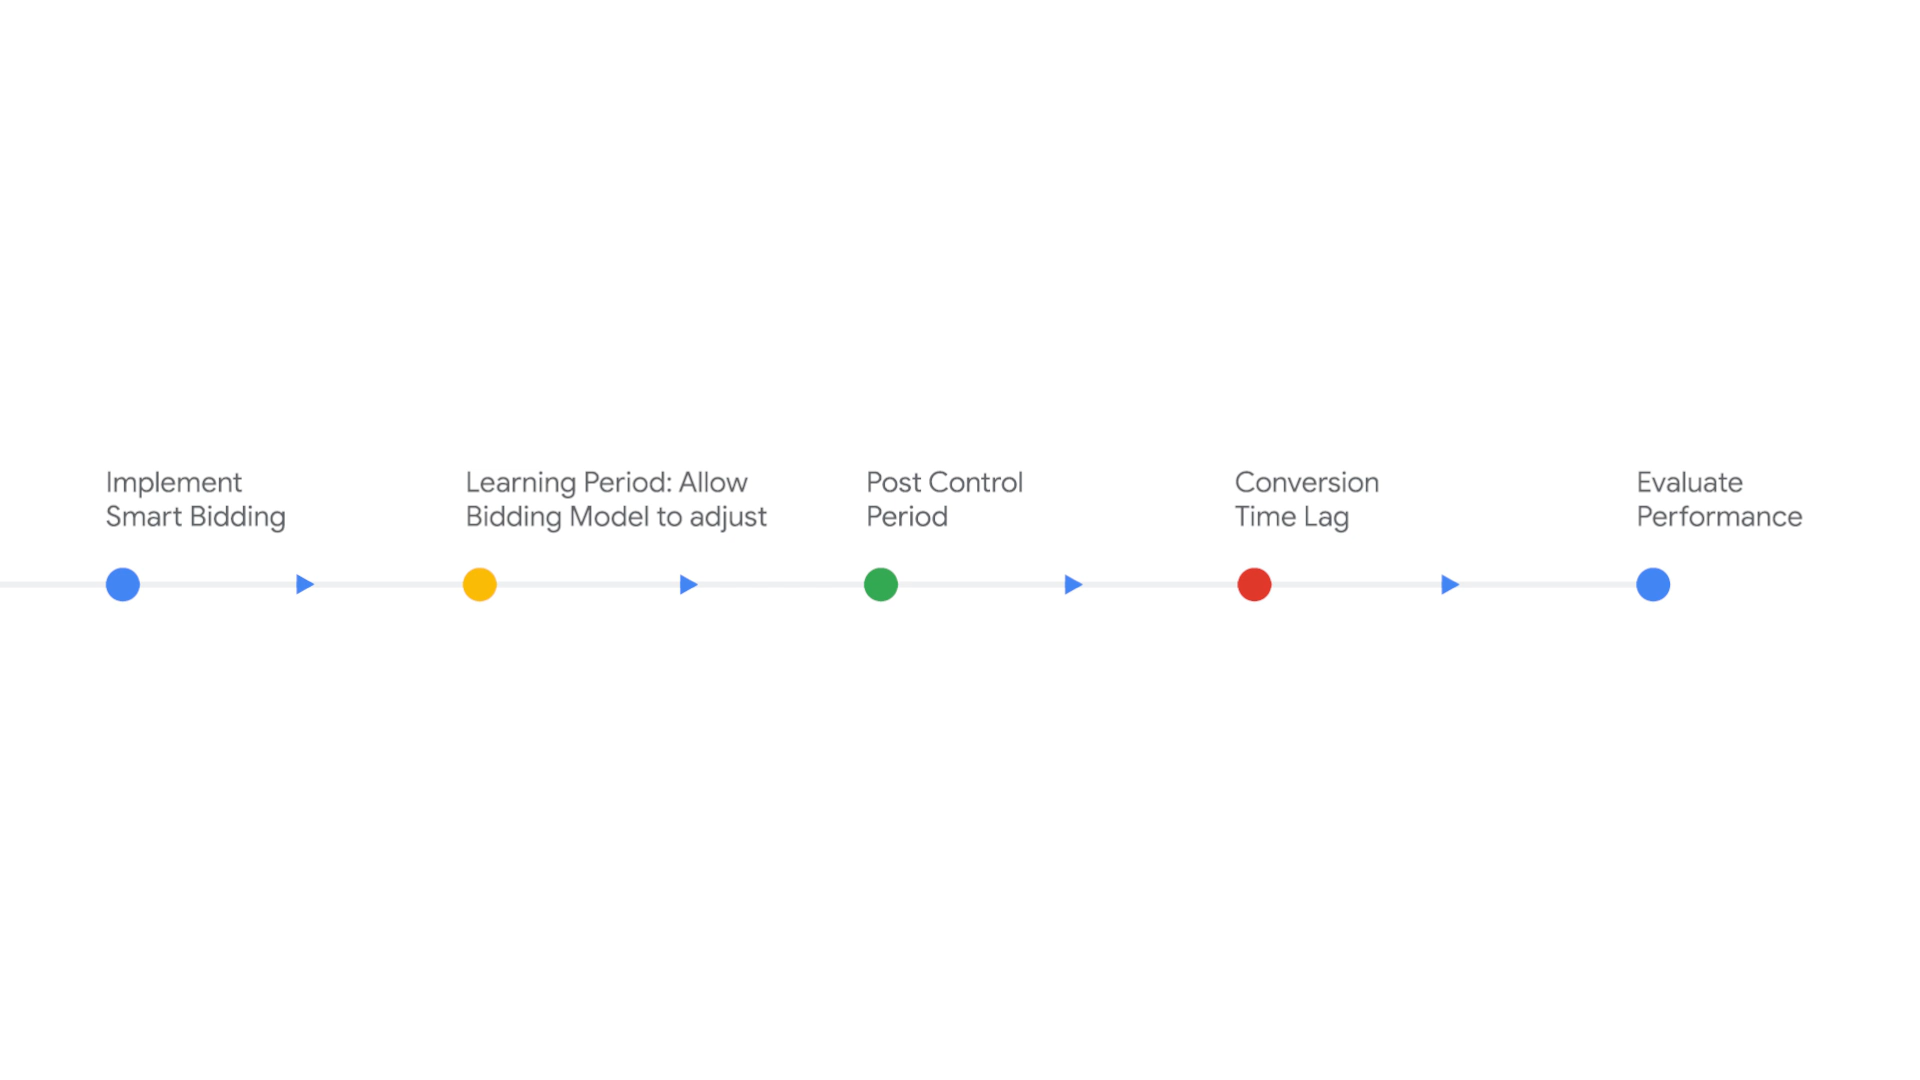 Implement
Smart Bidding
Learning Period: Allow
Bidding Model to adjust
Post Control
Period
Conversion
Time Lag
Evaluate
Performance